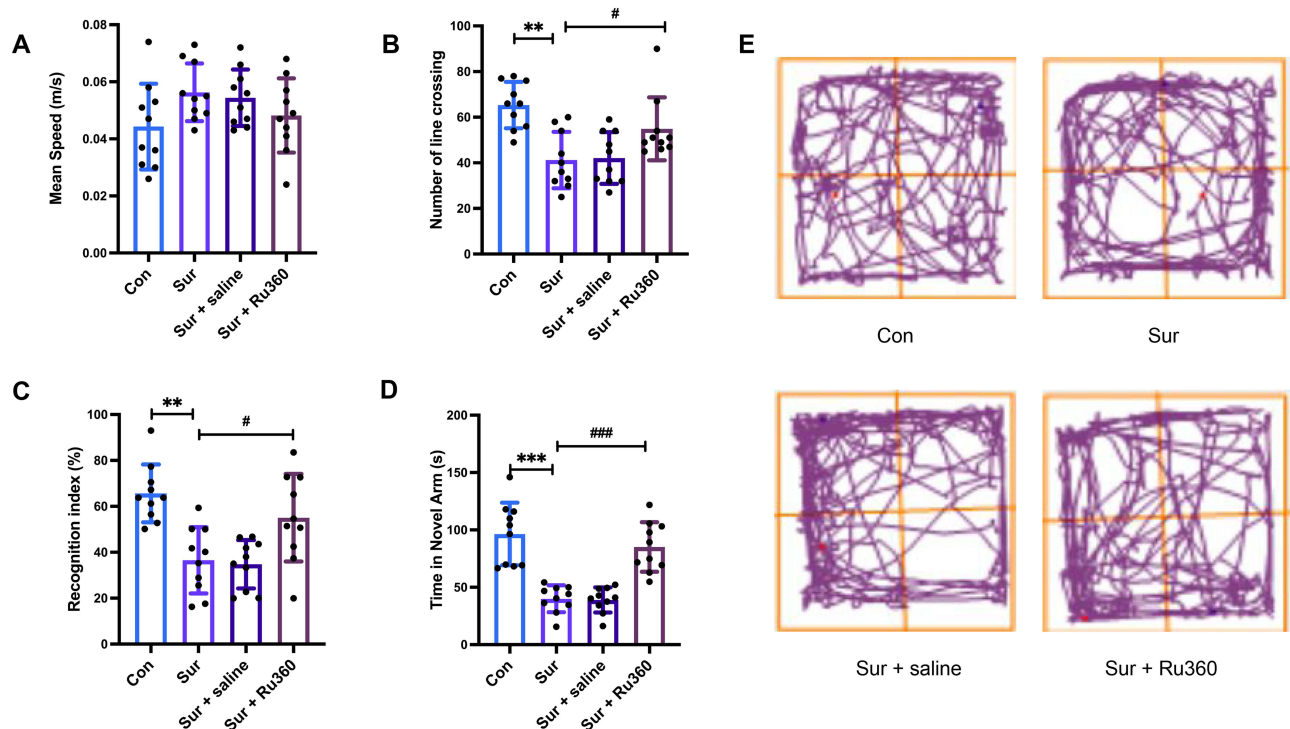 A
Mean Speed (m/s)
0.08
0.06
0.04
0.02
0.00
Con
Sur
Sur + saline
Sur + Ru360
B
Number of line crossing
100
80
60
40
20
0
**
#
Con
Sur
Sur + saline
Sur + Ru360
E
Con
Sur
Sur + saline
Sur + Ru360
C
Recognition index (%)
100
80
60
40
20
0
**
#
Con
Sur
Sur + saline
Sur + Ru360
D
Time in Novel Arm (s)
200
150
100
50
0
***
###
Con
Sur
Sur + saline
Sur + Ru360